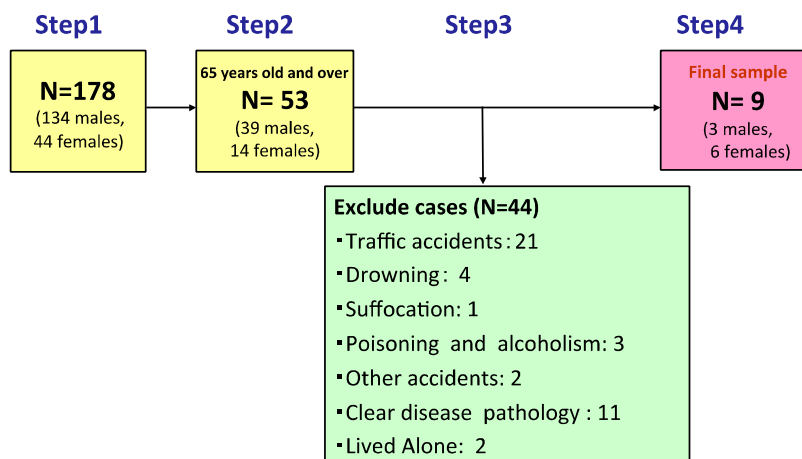 Step1
Step2
Step3
Step4
N=178
(134 males,
44 females)
65 years old and over
N= 53
(39 males,
14 females)
Final sample
N= 9
(3 males,
6 females)
Exclude cases (N=44)
・Traffic accidents：21
・Drowning： 4
・Suffocation: 1
・Poisoning and alcoholism: 3
・Other accidents: 2
・Clear disease pathology : 11
・Lived Alone: 2